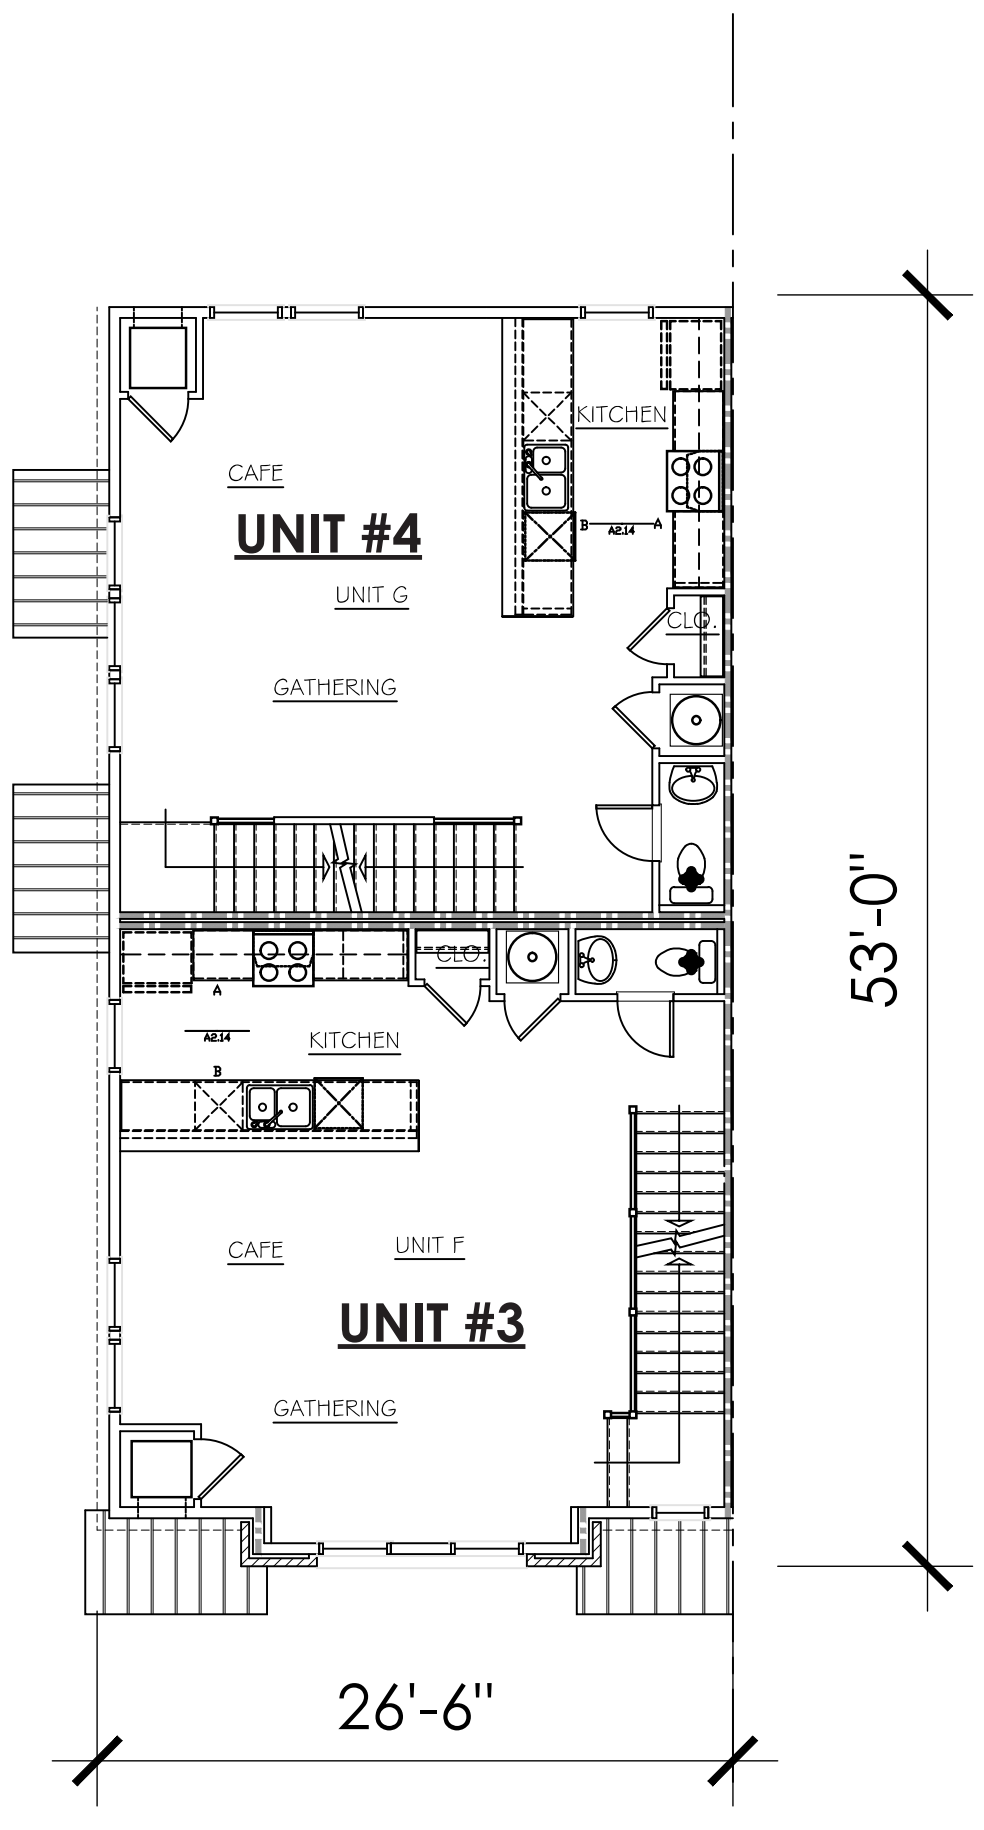 KITCHEN
CAFE
UNIT #4
B A
A2.14
UNIT G
CLO.
GATHERING
53'-0"
CLO.
A
A2.14
KITCHEN
B
UNIT F
CAFE
UNIT #3
GATHERING
26'-6"